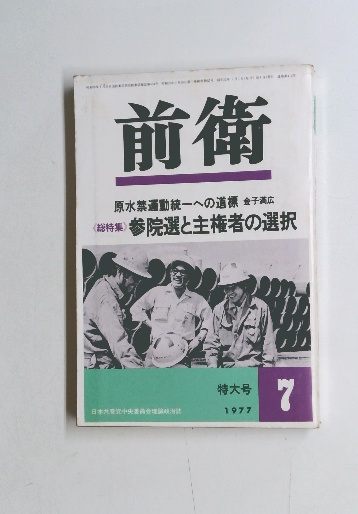 前衛
原水禁運動統一への道標 金子満広
《総特集》参院選と主権者の選択
特大号
1977
7
日本共産党中央委員会理論政治誌